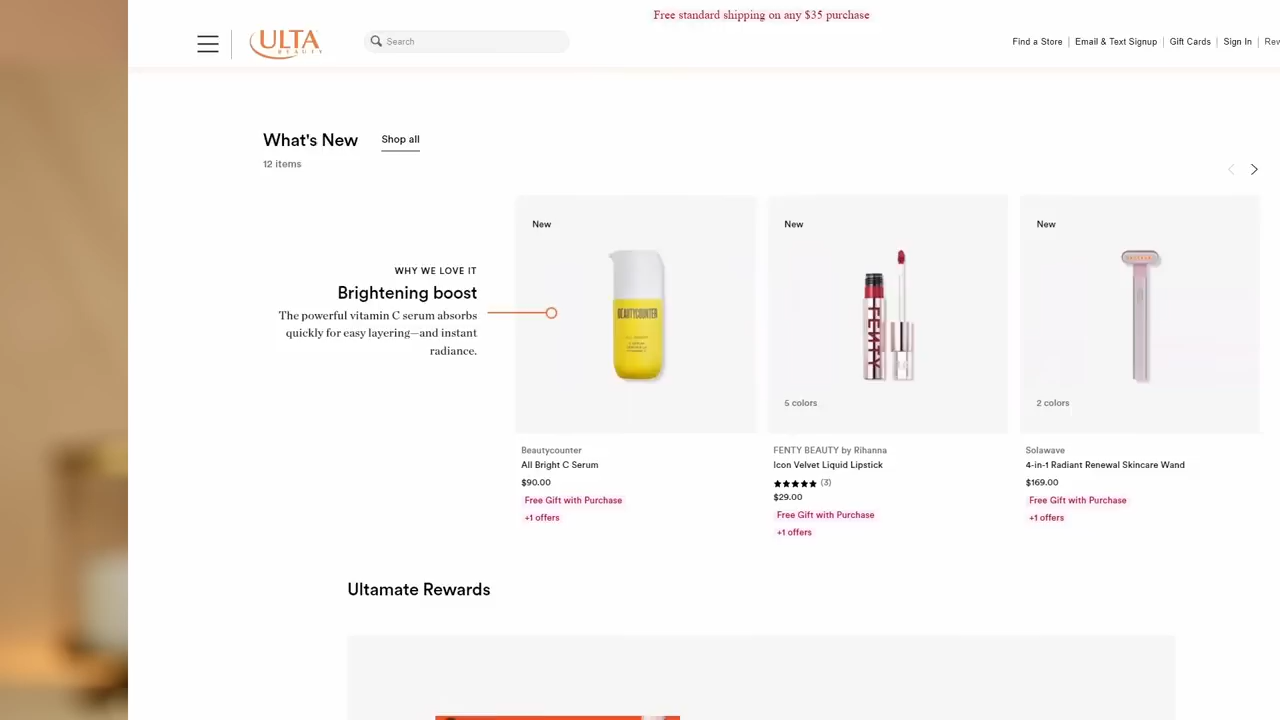 Free standard shipping on any $35 purchase
ULTA
BEAUTY
Search
Find a Store
Email & Text Signup
Gift Cards
Sign In
What's New
Shop all
12 items
WHY WE LOVE IT
Brightening boost
The powerful vitamin C serum absorbs
quickly for easy layering—and instant
radiance.
New
BEAUTYCOUNTER
Beautycounter
All Bright C Serum
$90.00
Free Gift with Purchase
+1 offers
New
FENTY
5 colors
FENTY BEAUTY by Rihanna
Icon Velvet Liquid Lipstick
(3)
$29.00
Free Gift with Purchase
+1 offers
New
2 colors
Solawave
4-in-1 Radiant Renewal Skincare Wand
$169.00
Free Gift with Purchase
+1 offers
Ultamate Rewards